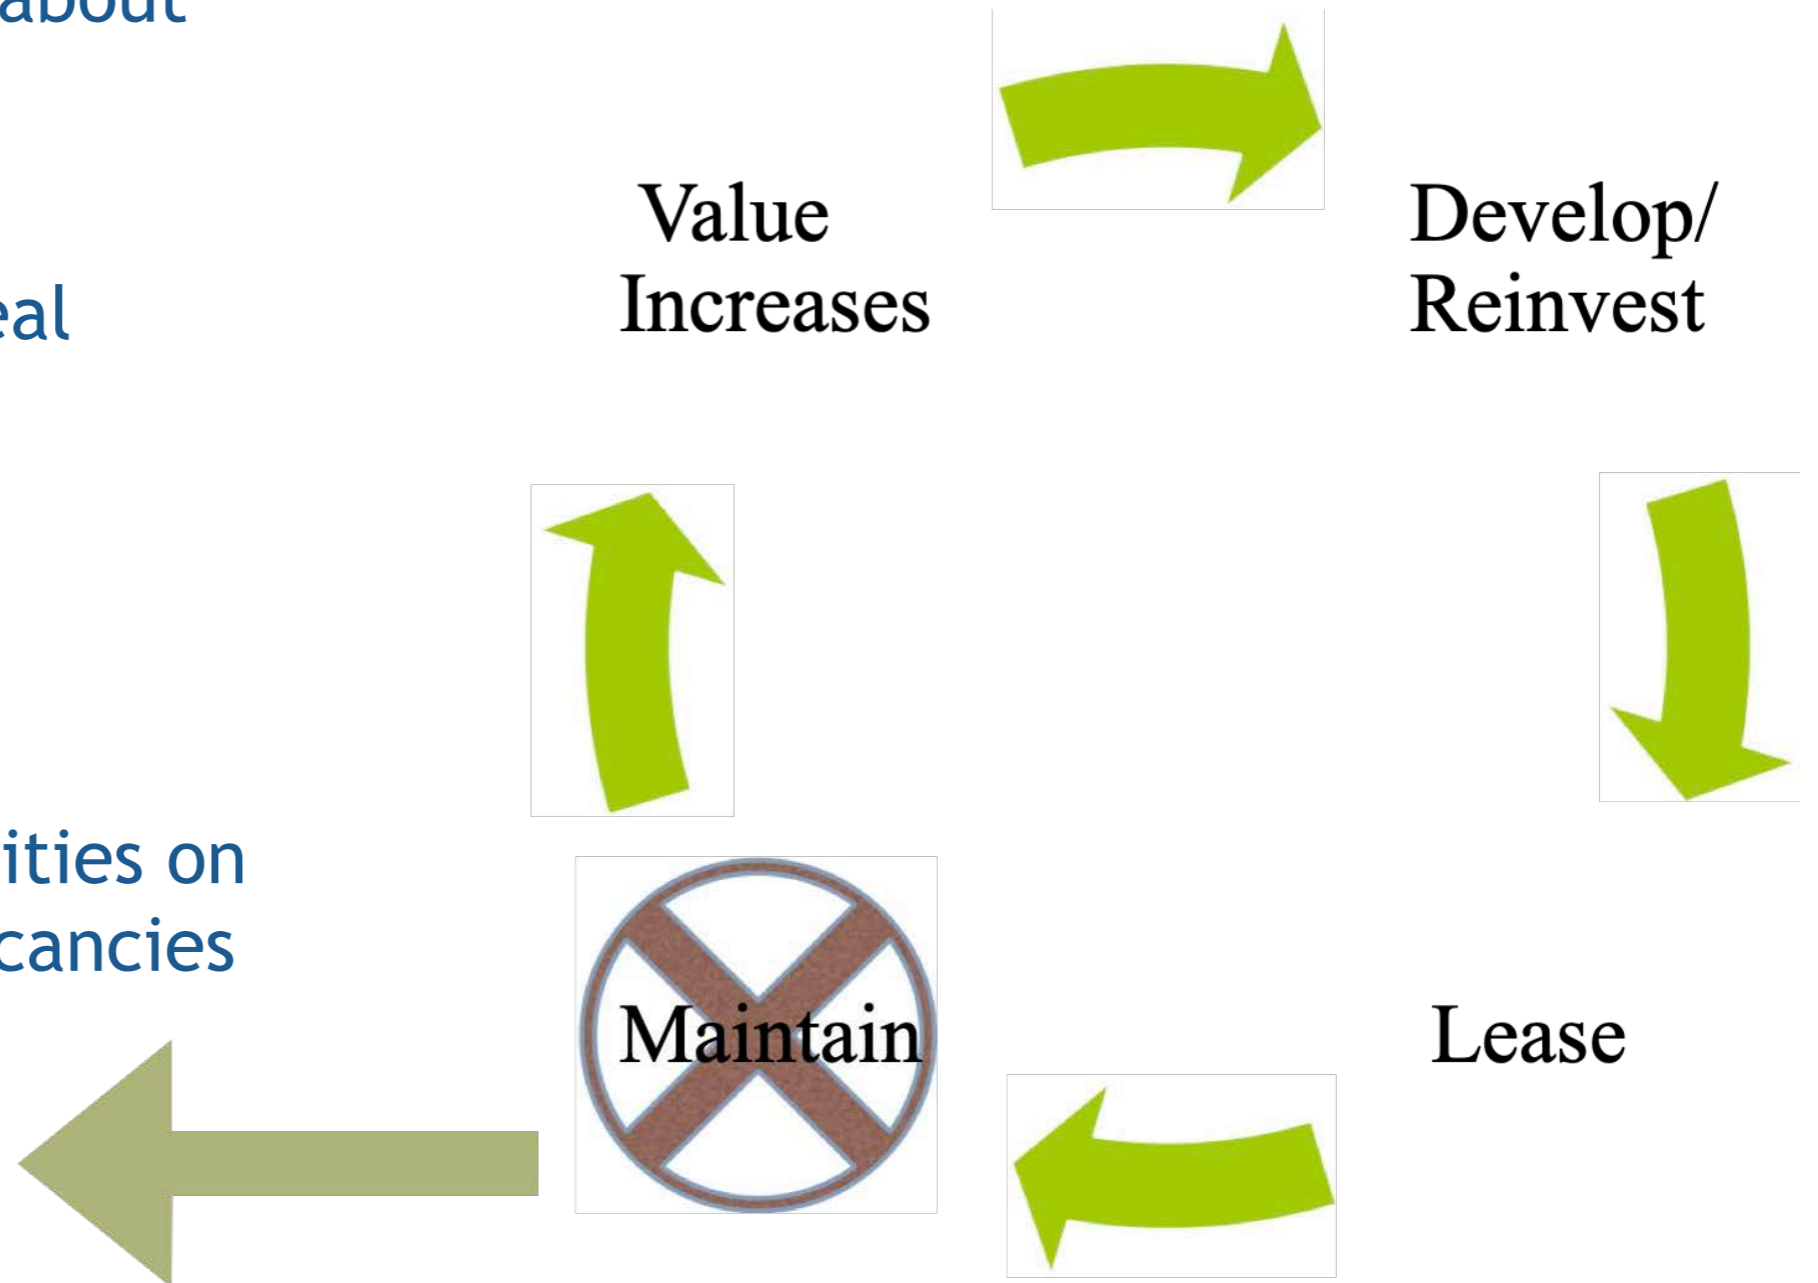 about
eal
ities on
cancies
Value
Increases
Develop/
Reinvest
Maintain
Lease